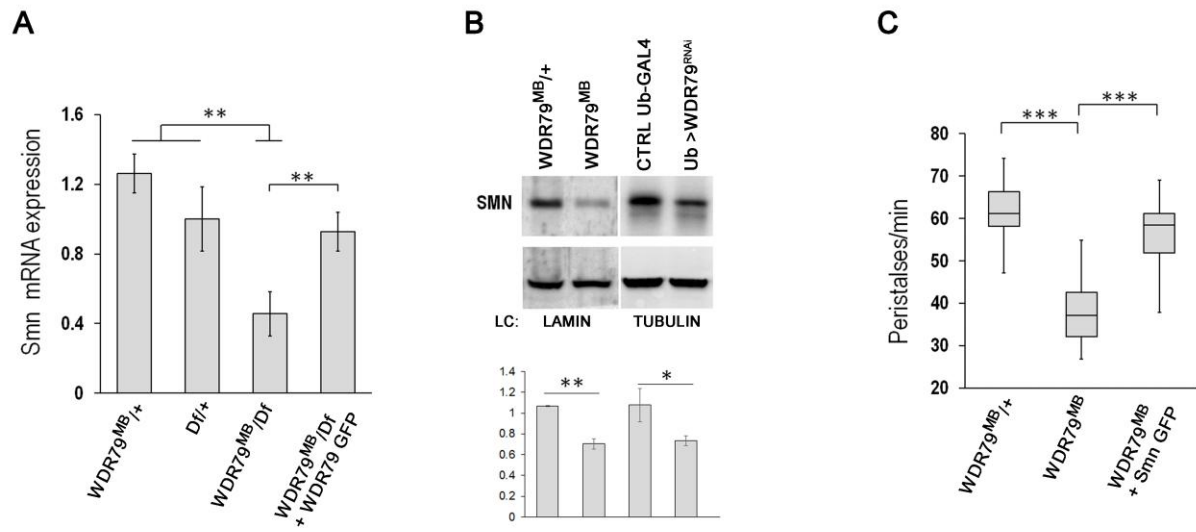 A
Smn mRNA expression
1.6
1.2
0.8
0.4
0
**
**
WDR79MB/+
Df/+
WDR79MB/Df
WDR79MB/Df
+ WDR79 GFP
B
WDR79MB/+
WDR79MB
CTRL Ub-GAL4
Ub >WDR79RNAi
SMN
LC: LAMIN TUBULIN
1.4
1.2
1
0.8
0.6
0.4
0.2
0
**
*
C
Peristalses/min
80
70
60
50
40
30
20
***
***
WDR79MB/+
WDR79MB
WDR79MB
+ Smn GFP